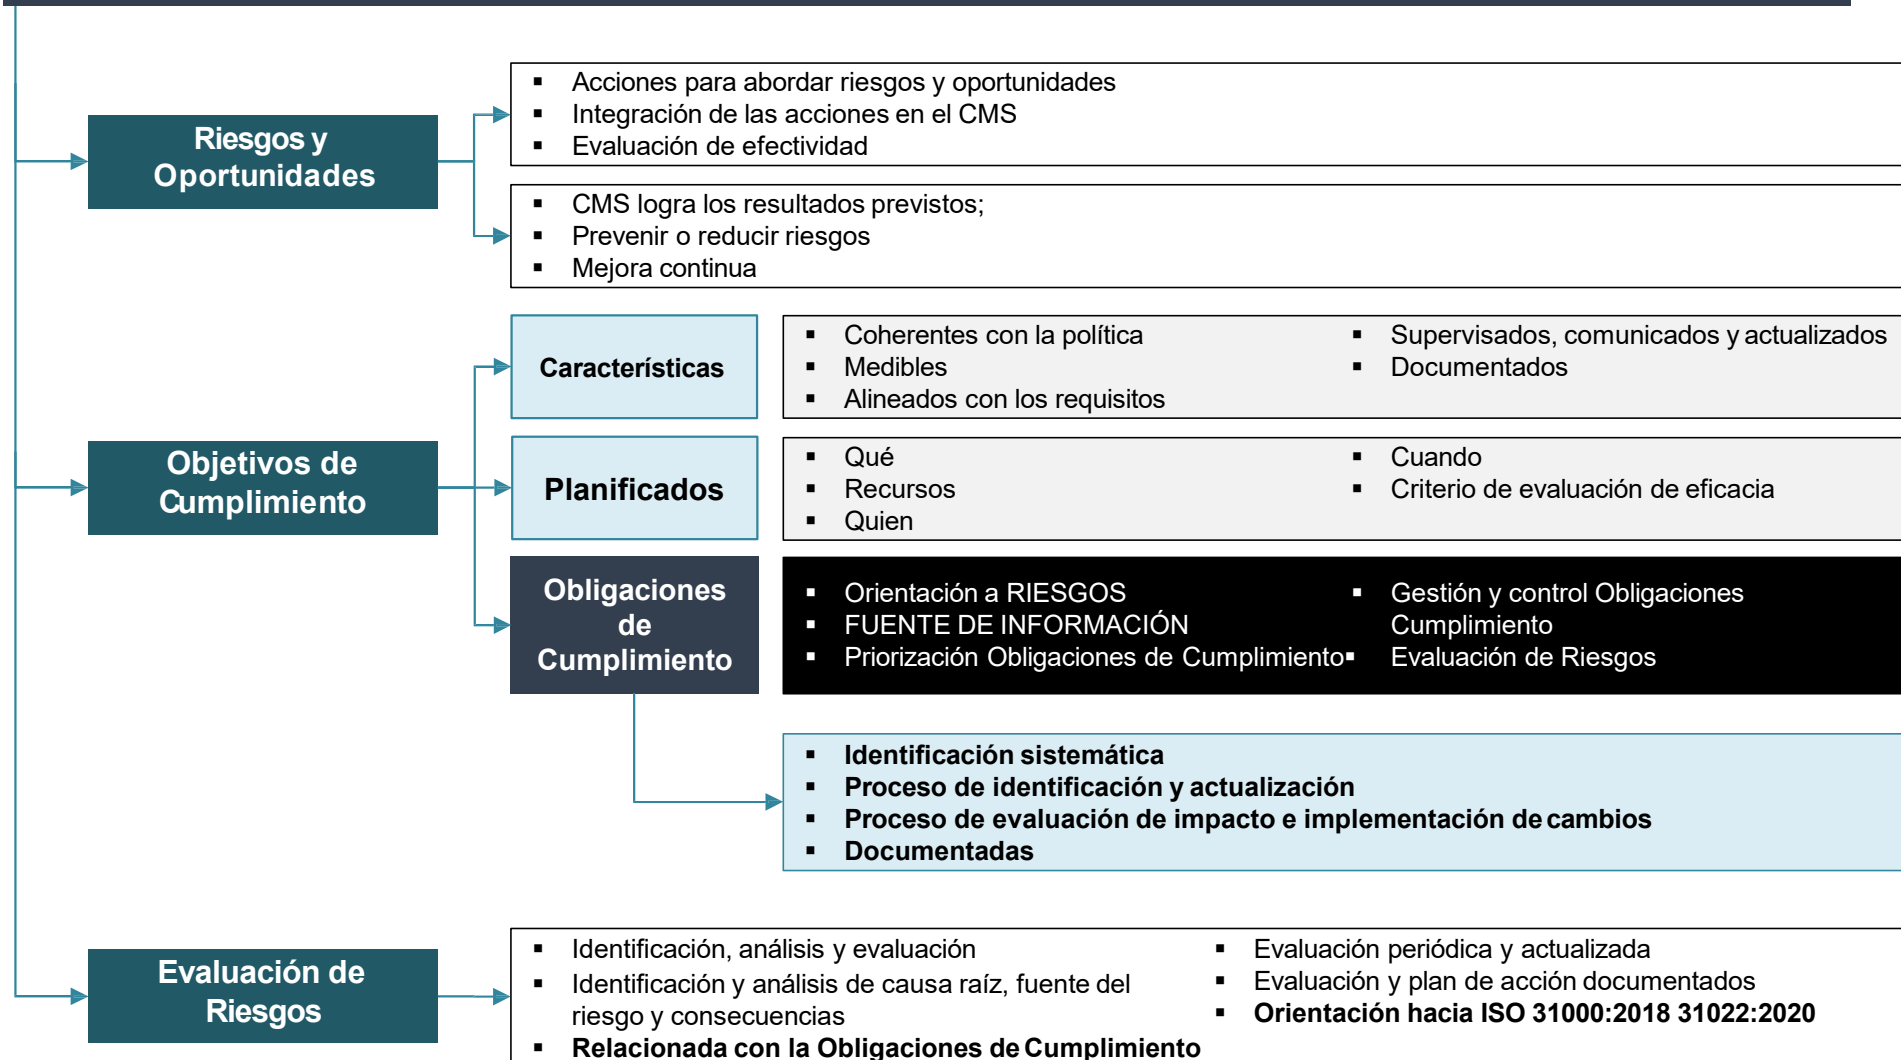 Riesgos y
Oportunidades
▪ Acciones para abordar riesgos y oportunidades
▪ Integración de las acciones en el CMS
▪ Evaluación de efectividad
▪ CMS logra los resultados previstos;
▪ Prevenir o reducir riesgos
▪ Mejora continua
Objetivos de
Cumplimiento
Características
▪ Coherentes con la política
▪ Medibles
▪ Alineados con los requisitos
▪ Supervisados, comunicados y actualizados
▪ Documentados
Planificados
▪ Qué
▪ Recursos
▪ Quien
▪ Cuando
▪ Criterio de evaluación de eficacia
Obligaciones
de
Cumplimiento
▪ Orientación a RIESGOS
▪ FUENTE DE INFORMACIÓN
▪ Priorización Obligaciones de Cumplimiento
▪ Gestión y control Obligaciones
Cumplimiento
▪ Evaluación de Riesgos
▪ Identificación sistemática
▪ Proceso de identificación y actualización
▪ Proceso de evaluación de impacto e implementación de cambios
▪ Documentadas
Evaluación de
Riesgos
▪ Identificación, análisis y evaluación
▪ Identificación y análisis de causa raíz, fuente del
riesgo y consecuencias
▪ Relacionada con la Obligaciones de Cumplimiento
▪ Evaluación periódica y actualizada
▪ Evaluación y plan de acción documentados
▪ Orientación hacia ISO 31000:2018 31022:2020